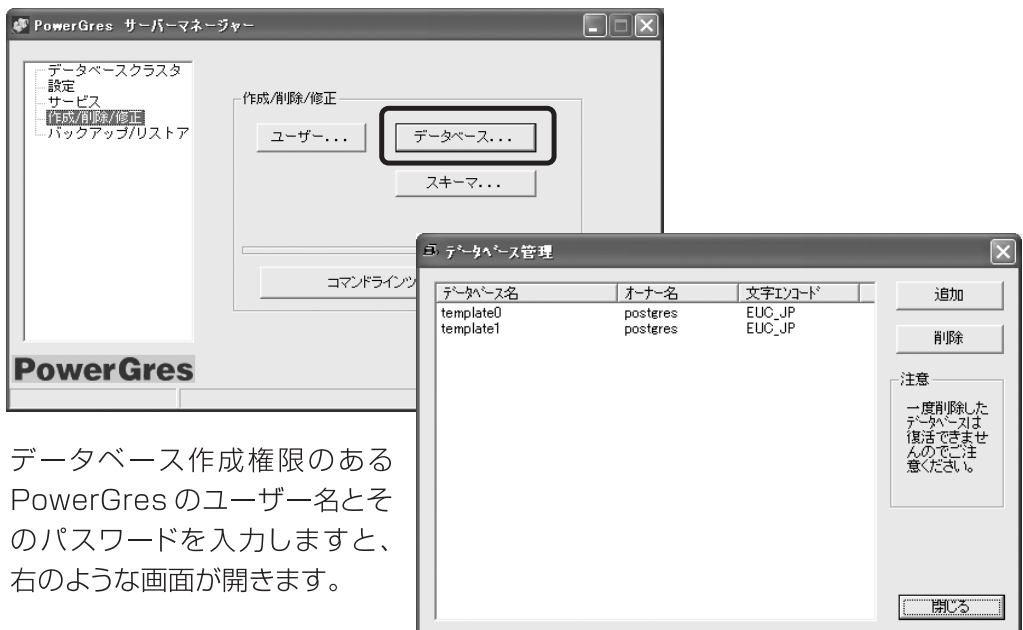 PowerGres サーバーマネージャー
データベースクラスタ
設定
サービス
作成/削除/修正
バックアップ/リストア
作成/削除/修正
ユーザー...
データベース...
スキーマ...
コマンドラインツ
PowerGres
データベース管理
データベース名 オーナー名 文字エンコード
template0 postgres EUC_JP
template1 postgres EUC_JP
追加
削除
注意
一度削除した
データベースは
復活できませ
んのでご注
意ください。
閉じる
データベース作成権限のある
PowerGres のユーザー名とそ
のパスワードを入力しますと、
右のような画面が開きます。